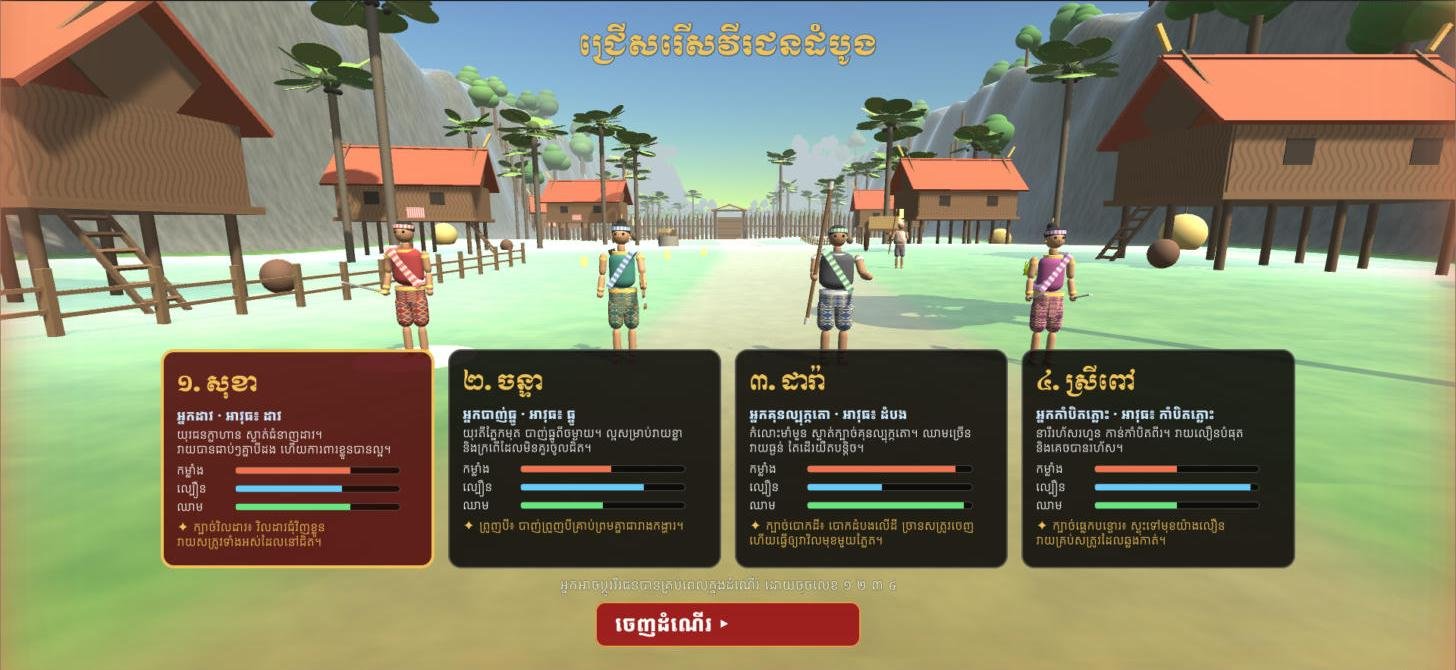 ជ្រើសរើសវីរជនដំបូង
១. សុខា
អ្នកដាវ · អាវុធ៖ ដាវ
យុវជនក្លាហាន ស្ទាត់ជំនាញដាវ។
វាយបានជាប់ៗគ្នាបីដង ហើយការពារខ្លួនបានល្អ។
កម្លាំង
ល្បឿន
ឈាម
✦ ក្បាច់វិលដាវ៖ វិលដាវជុំវិញខ្លួន
វាយសត្រូវទាំងអស់ដែលនៅជិត។
២. ចន្ទា
អ្នកបាញ់ធ្នូ · អាវុធ៖ ធ្នូ
យុវតីភ្នែកមុត បាញ់ធ្នូពីចម្ងាយ។ ល្អសម្រាប់វាយខ្លា
និងក្រពើដែលមិនគួរចូលជិត។
កម្លាំង
ល្បឿន
ឈាម
✦ ព្រួញបី៖ បាញ់ព្រួញបីគ្រាប់ព្រមគ្នាជារាងកង្ហារ។
៣. ដារ៉ា
អ្នកគុនល្បុក្កតោ · អាវុធ៖ ដំបង
កំលោះមាំមួន ស្ទាត់ក្បាច់គុនល្បុក្កតោ។ ឈាមច្រើន
វាយធ្ងន់ តែដើរយឺតបន្តិច។
កម្លាំង
ល្បឿន
ឈាម
✦ ក្បាច់បោកដី៖ បោកដំបងលើដី ច្រានសត្រូវចេញ
ហើយធ្វើឲ្យវាវិលមុខមួយភ្លែត។
៤. ស្រីពៅ
អ្នកកាំបិតភ្លោះ · អាវុធ៖ កាំបិតភ្លោះ
នារីរហ័សរហួន កាន់កាំបិតពីរ។ វាយលឿនបំផុត
និងគេចបានរហ័ស។
កម្លាំង
ល្បឿន
ឈាម
✦ ក្បាច់ផ្លេកបន្ទោរ៖ ស្ទុះទៅមុខយ៉ាងលឿន
វាយគ្រប់សត្រូវដែលឆ្លងកាត់។
អ្នកអាចប្ដូរវីរជនបានគ្រប់ពេលក្នុងដំណើរ ដោយចុចលេខ ១ ២ ៣ ៤
ចេញដំណើរ ▸